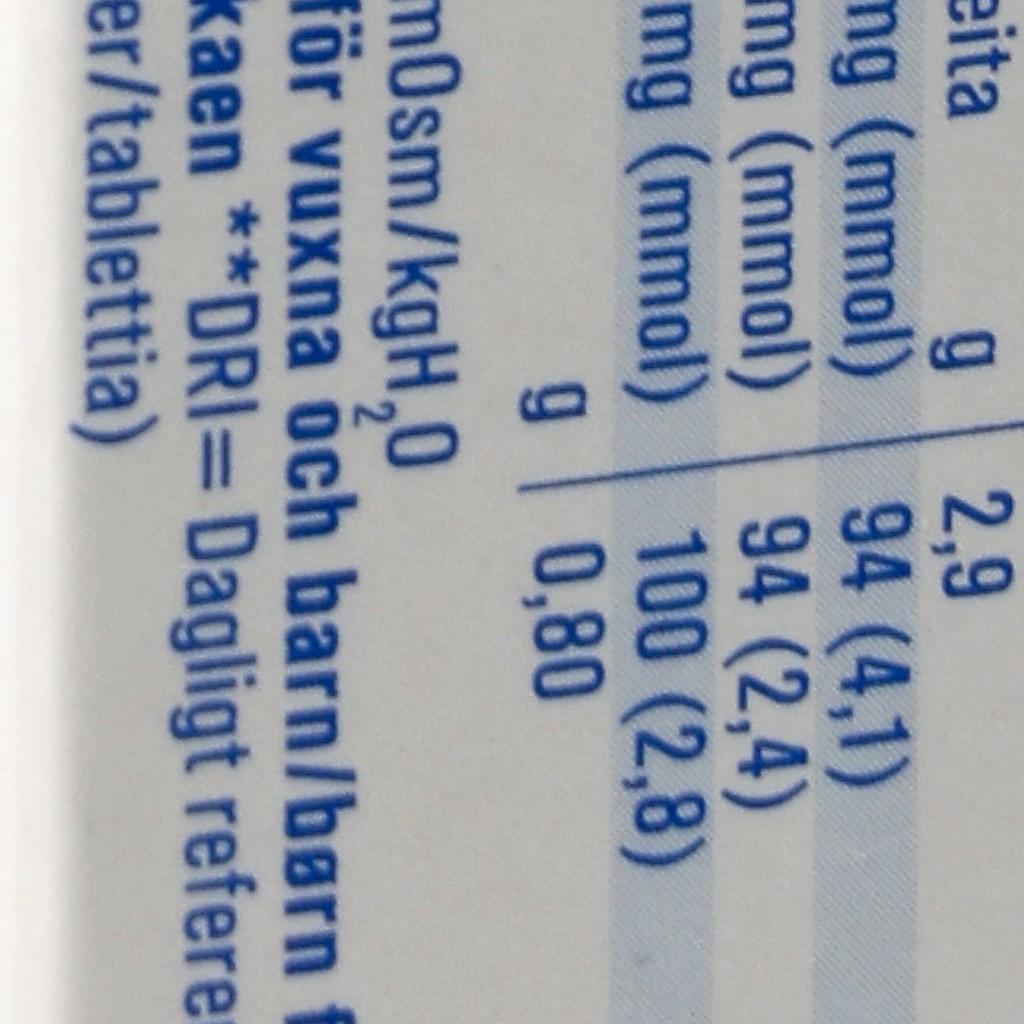 eita g 2,9
mg (mmol) 94 (4,1)
mg (mmol) 94 (2,4)
mg (mmol) 100 (2,8)
g 0,80
mOsm/kgH₂O
för vuxna och barn/børn f
kaen **DRI= Dagligt refere
er/tablettia)